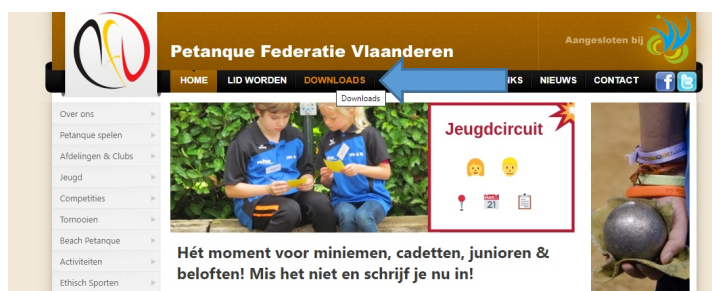 Aangesloten bij
Petanque Federatie Vlaanderen
HOME LID WORDEN DOWNLOADS NKS NIEUWS CONTACT
Downloads
Over ons
Petanque spelen
Afdelingen & Clubs
Jeugd
Competities
Tornooien
Beach Petanque
Activiteiten
Ethisch Sporten
Jeugdcircuit
21
Hét moment voor miniemen, cadetten, junioren &
beloften! Mis het niet en schrijf je nu in!